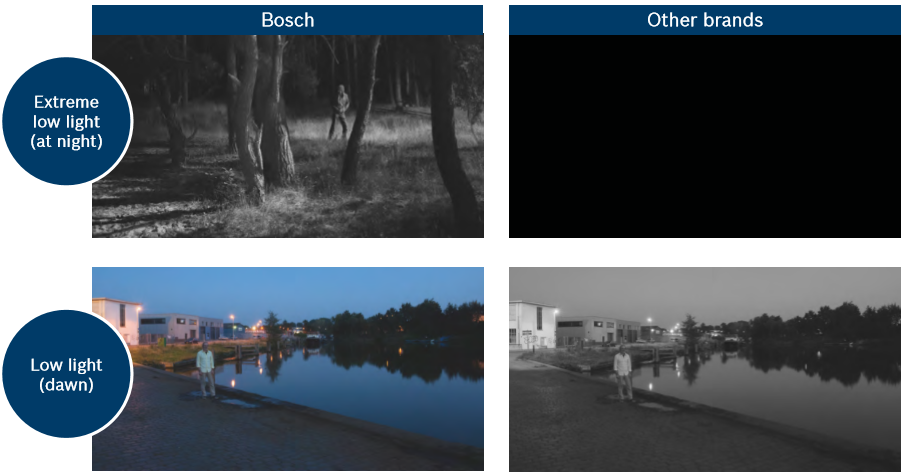 Bosch
Other brands
Extreme
low light
(at night)
Low light
(dawn)